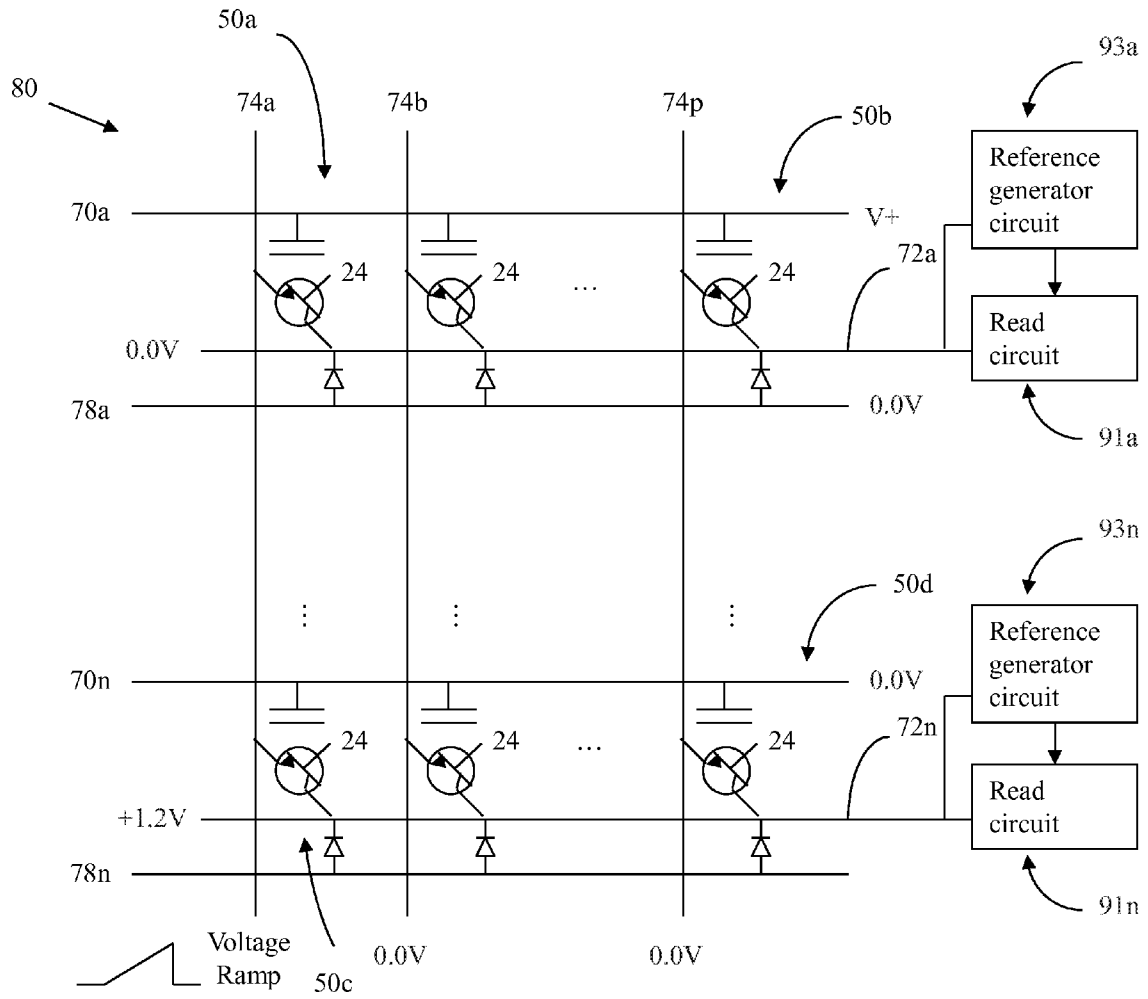 50a
93a
80
74a
74b
74p
50b
Reference
generator
circuit
70a
V+
72a
24
24
24
...
0.0V
Read
circuit
78a
0.0V
91a
93n
50d
...
...
...
Reference
generator
circuit
70n
0.0V
72n
24
24
24
...
+1.2V
Read
circuit
78n
91n
Voltage
Ramp
50c
0.0V
0.0V